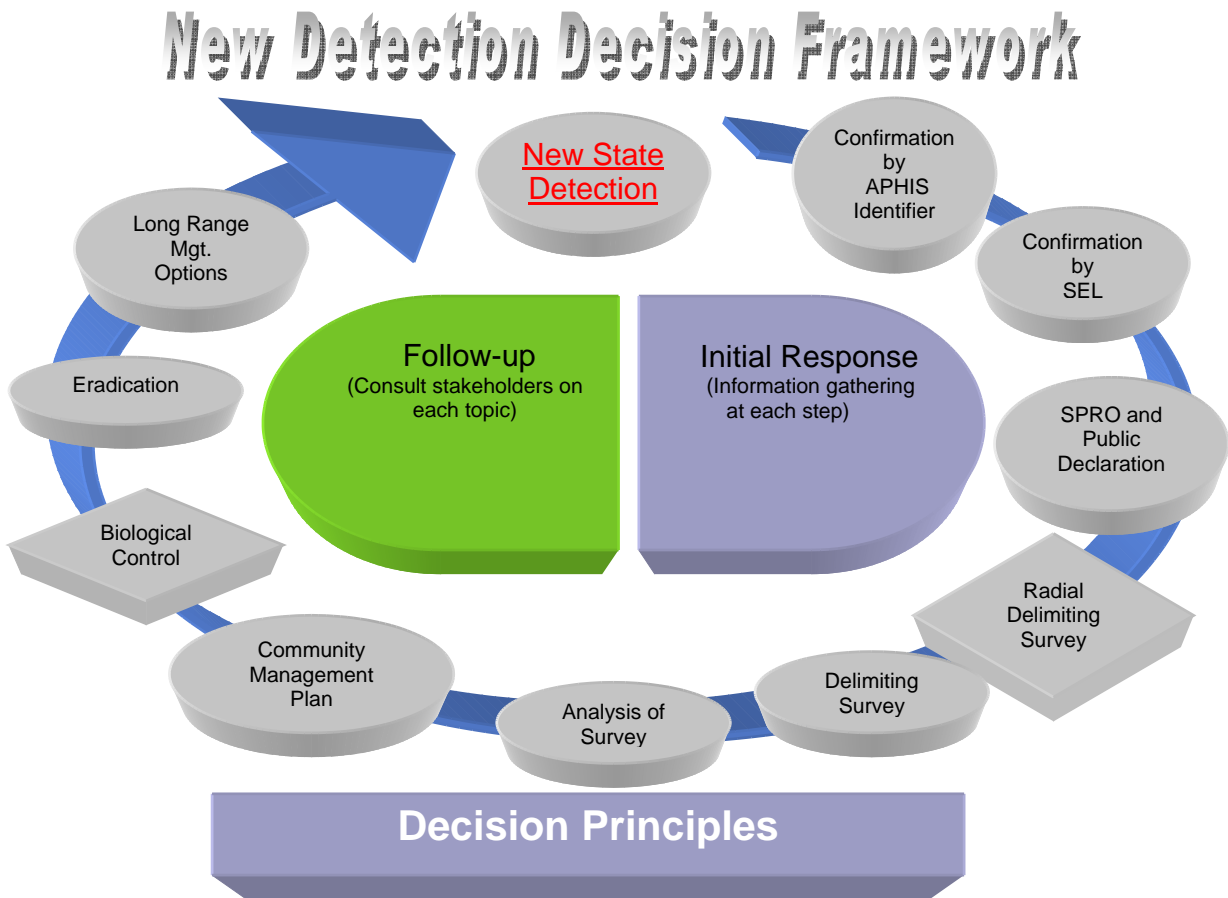 New Detection Decision Framework
New State
Detection
Confirmation
by
APHIS
Identifier
Confirmation
by
SEL
SPRO and
Public
Declaration
Radial
Delimiting
Survey
Delimiting
Survey
Analysis of
Survey
Community
Management
Plan
Biological
Control
Eradication
Long Range
Mgt.
Options
Follow-up
(Consult stakeholders on
each topic)
Initial Response
(Information gathering
at each step)
Decision Principles